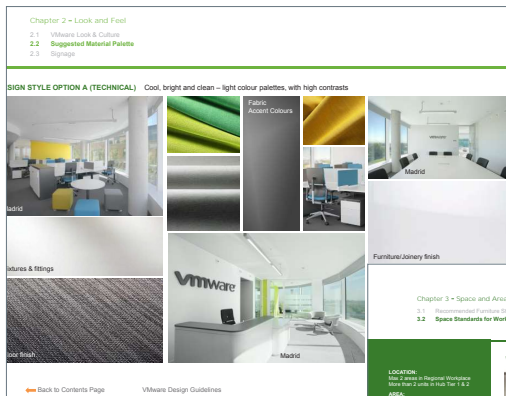 Chapter 2 – Look and Feel
2.1 VMware Look & Culture
2.2 Suggested Material Palette
2.3 Signage
SIGN STYLE OPTION A (TECHNICAL) Cool, bright and clean – light colour palettes, with high contrasts
Fabric
Accent Colours
vmware
Madrid
Madrid
ixtures & fittings
Furniture/Joinery finish
vmware
loor finish
Madrid
Back to Contents Page VMware Design Guidelines
Chapter 3 – Space and Area
3.1 Recommended Furniture
3.2 Space Standards for Work
LOCATION:
Max 2 areas in Regional Workplace
More than 2 units in Hub Tier 1 & 2
AREA: